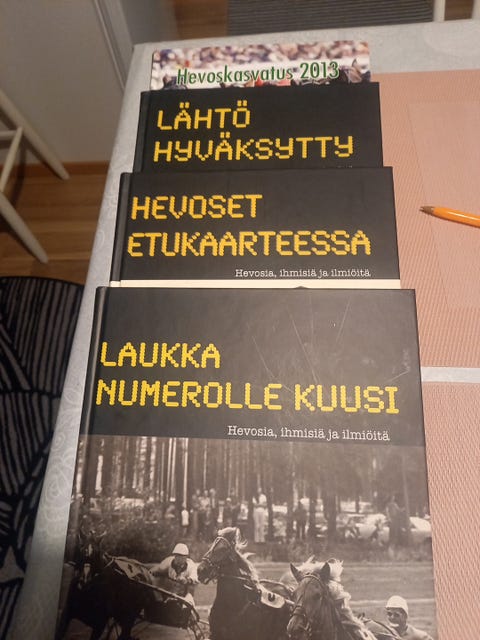 Hevoskasvatus 2013
LÄHTÖ
HYVÄKSYTTY
HEVOSET
ETUKAARTEESSA
Hevosia, ihmisiä ja ilmiöitä
LAUKKA
NUMEROLLE KUUSI
Hevosia, ihmisiä ja ilmiöitä